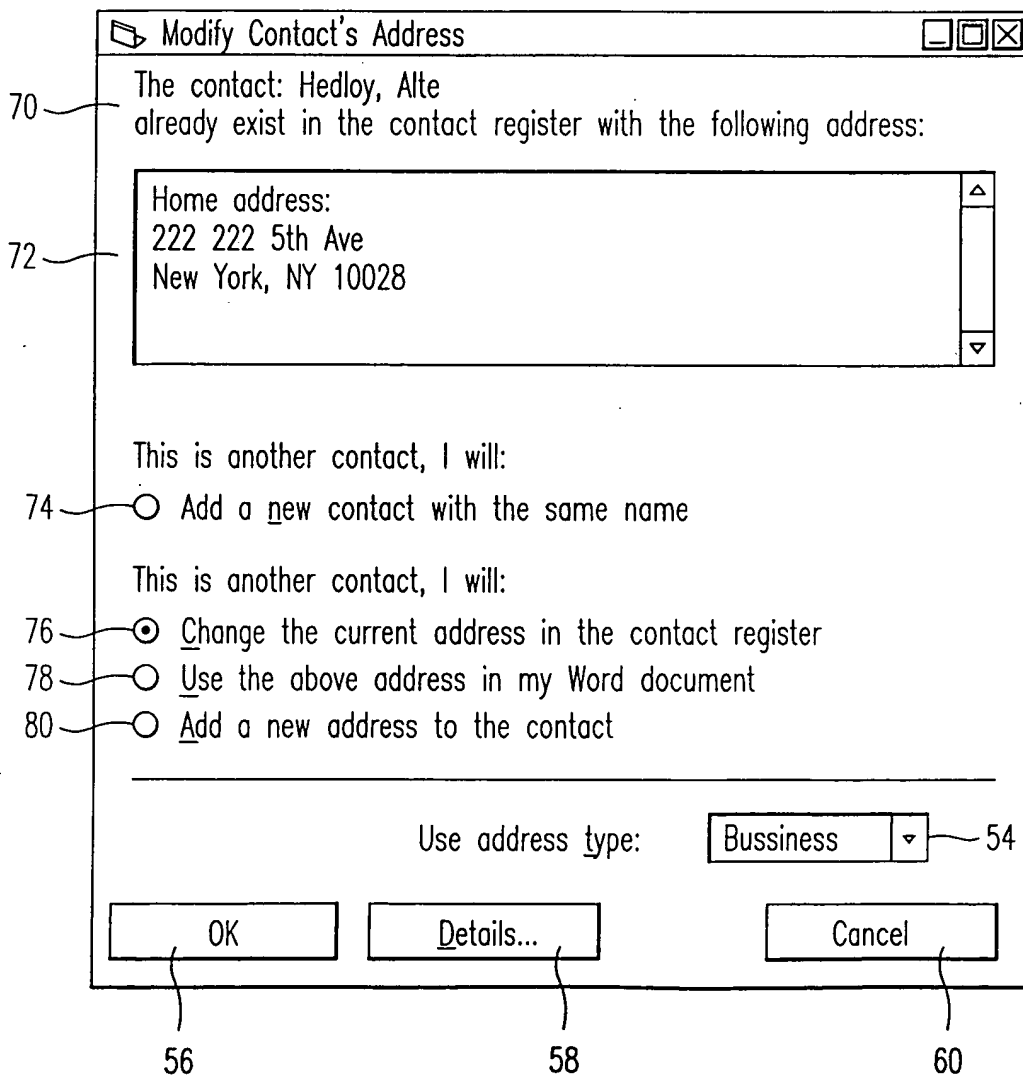 Modify Contact's Address
70
The contact: Hedloy, Alte
already exist in the contact register with the following address:
72
Home address:
222 222 5th Ave
New York, NY 10028
This is another contact, I will:
74
Add a new contact with the same name
This is another contact, I will:
76
Change the current address in the contact register
78
Use the above address in my Word document
80
Add a new address to the contact
Use address type:
Bussiness
54
OK
Details...
Cancel
56
58
60